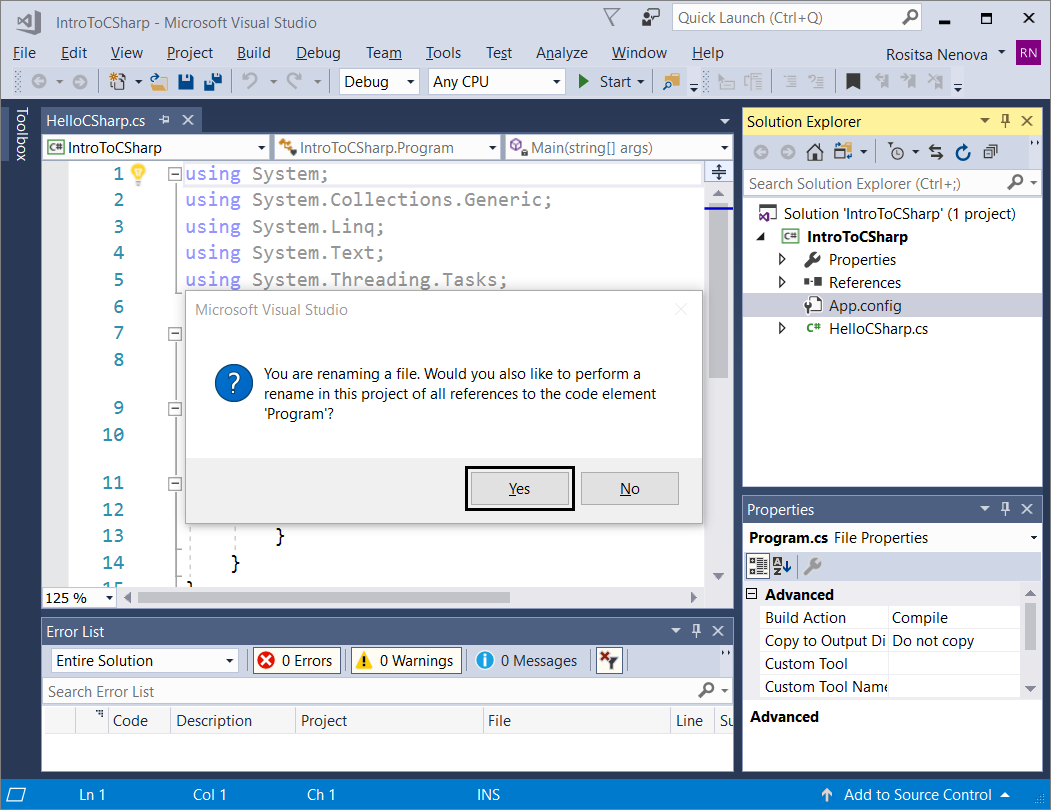 IntroToCSharp - Microsoft Visual Studio
Quick Launch (Ctrl+Q)
File Edit View Project Build Debug Team Tools Test Analyze Window Help
Rositsa Nenova RN
Debug Any CPU Start
Toolbox
HelloCSharp.cs
C# IntroToCSharp IntroToCSharp.Program Main(string[] args)
1 using System;
2 using System.Collections.Generic;
3 using System.Linq;
4 using System.Text;
5 using System.Threading.Tasks;
6
7
8
9
10
11
12
13 }
14 }
15 }
125 %
Microsoft Visual Studio
? You are renaming a file. Would you also like to perform a
rename in this project of all references to the code element
'Program'?
Yes No
Solution Explorer
Search Solution Explorer (Ctrl+;)
Solution 'IntroToCSharp' (1 project)
C# IntroToCSharp
Properties
References
App.config
C# HelloCSharp.cs
Properties
Program.cs File Properties
Advanced
Build Action Compile
Copy to Output Di Do not copy
Custom Tool
Custom Tool Name
Advanced
Error List
Entire Solution 0 Errors 0 Warnings 0 Messages
Search Error List
Code Description Project File Line Su
Ln 1 Col 1 Ch 1 INS Add to Source Control